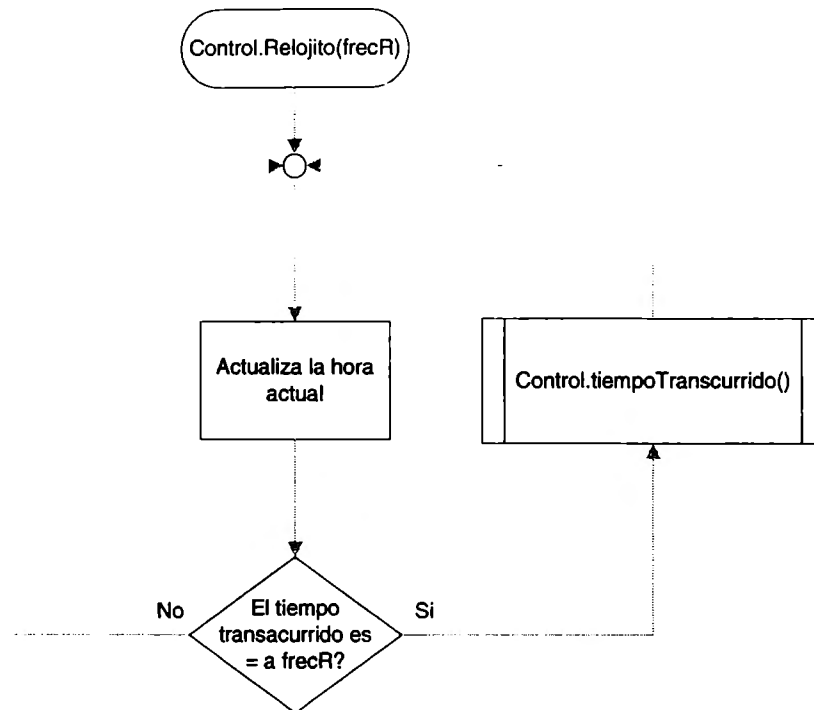 Control.Relojito(frecR)
Actualiza la hora
actual
Control.tiempoTranscurrido()
No
El tiempo
transacurrido es
= a frecR?
Si